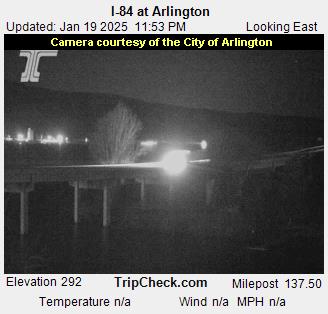 I-84 at Arlington
Updated: Jan 19 2025 11:53 PM Looking East
Camera courtesy of the City of Arlington
Elevation 292 TripCheck.com Milepost 137.50
Temperature n/a Wind n/a MPH n/a